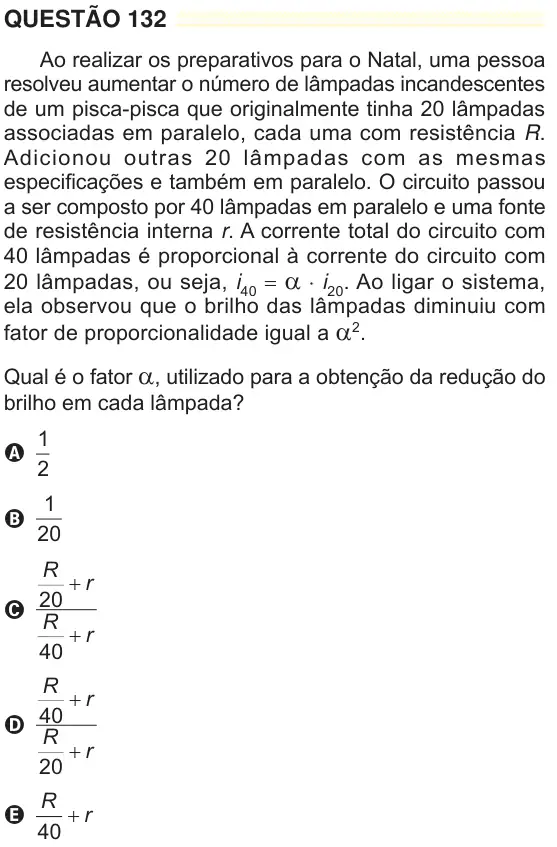 QUESTÃO 132
Ao realizar os preparativos para o Natal, uma pessoa
resolveu aumentar o número de lâmpadas incandescentes
de um pisca-pisca que originalmente tinha 20 lâmpadas
associadas em paralelo, cada uma com resistência R.
Adicionou outras 20 lâmpadas com as mesmas
especificações e também em paralelo. O circuito passou
a ser composto por 40 lâmpadas em paralelo e uma fonte
de resistência interna r. A corrente total do circuito com
40 lâmpadas é proporcional à corrente do circuito com
20 lâmpadas, ou seja, i₄₀ = α · i₂₀. Ao ligar o sistema,
ela observou que o brilho das lâmpadas diminuiu com
fator de proporcionalidade igual a α².
Qual é o fator α, utilizado para a obtenção da redução do
brilho em cada lâmpada?
A 1
2
B 1
20
C R
20 + r
R
40 + r
D R
40 + r
R
20 + r
E R
40 + r